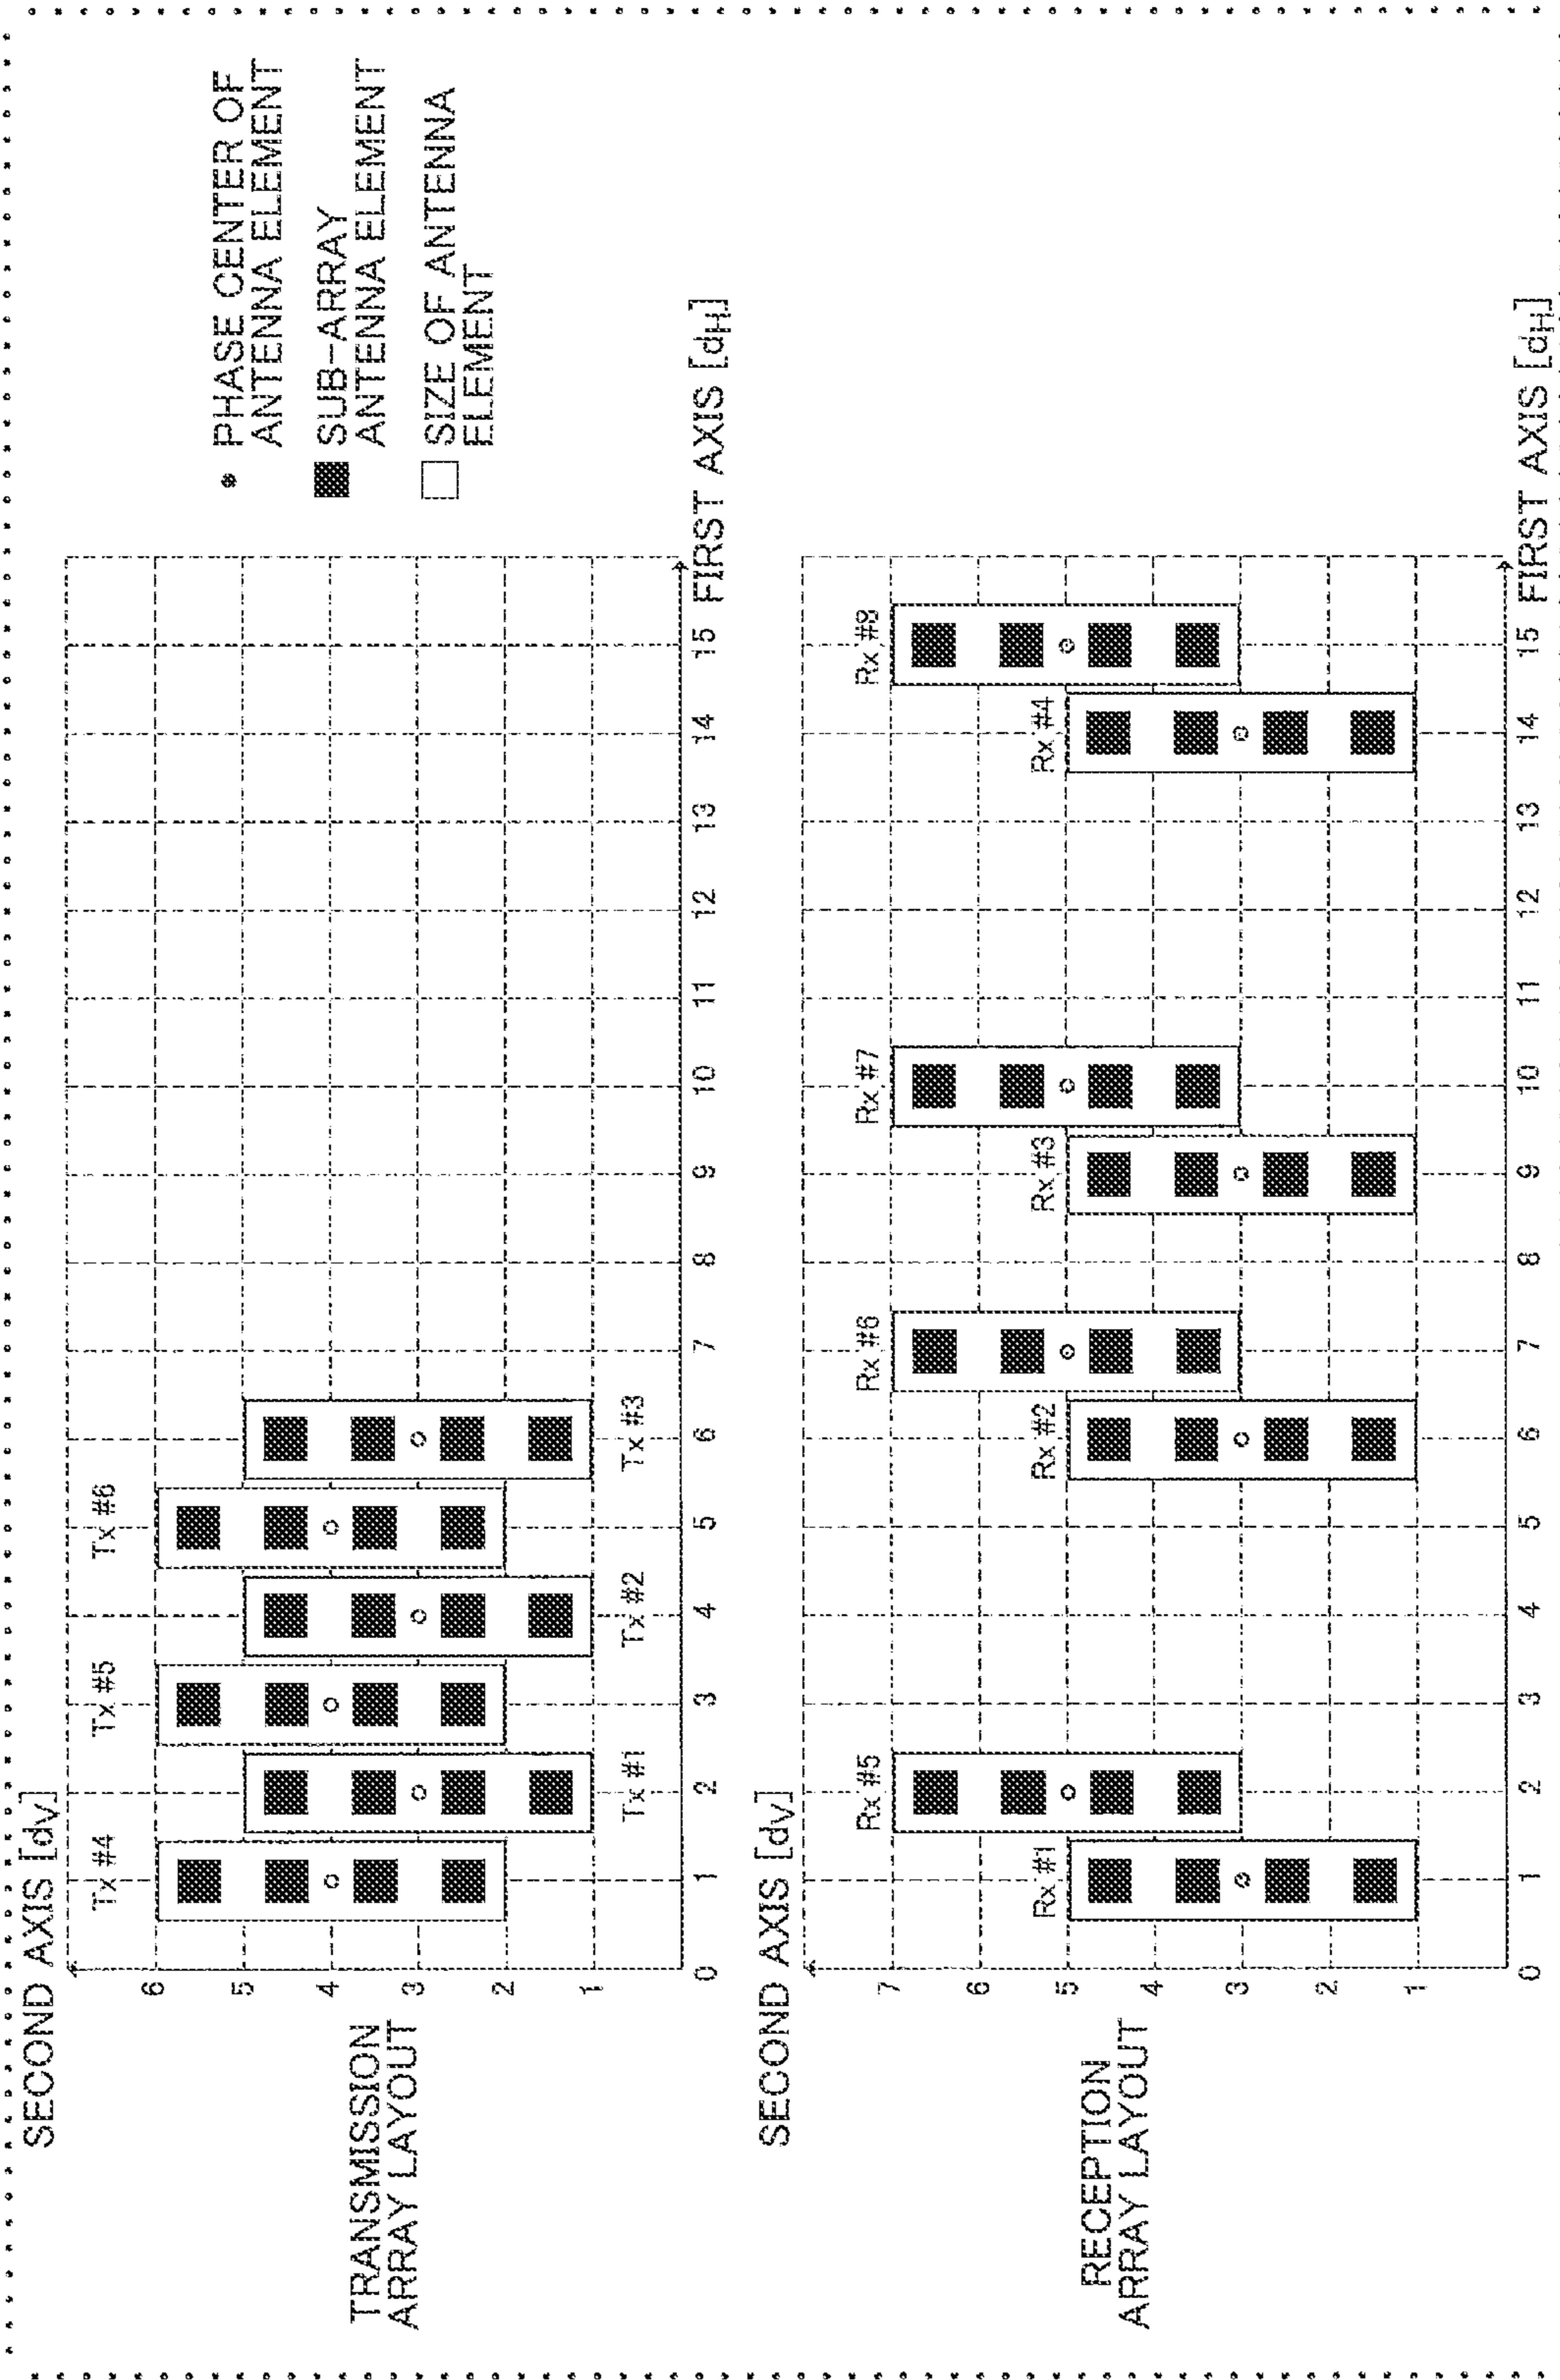 SECOND AXIS [dV]
TRANSMISSION
ARRAY LAYOUT
6
5
4
3
2
1
Tx #4
Tx #5
Tx #6
Tx #1
Tx #2
Tx #3
0 1 2 3 4 5 6 7 8 9 10 11 12 13 14 15 FIRST AXIS [dH]
PHASE CENTER OF
ANTENNA ELEMENT
SUB-ARRAY
ANTENNA ELEMENT
SIZE OF ANTENNA
ELEMENT
SECOND AXIS [dV]
RECEPTION
ARRAY LAYOUT
7
6
5
4
3
2
1
Rx #5
Rx #6
Rx #7
Rx #8
Rx #1
Rx #2
Rx #3
Rx #4
0 1 2 3 4 5 6 7 8 9 10 11 12 13 14 15 FIRST AXIS [dH]